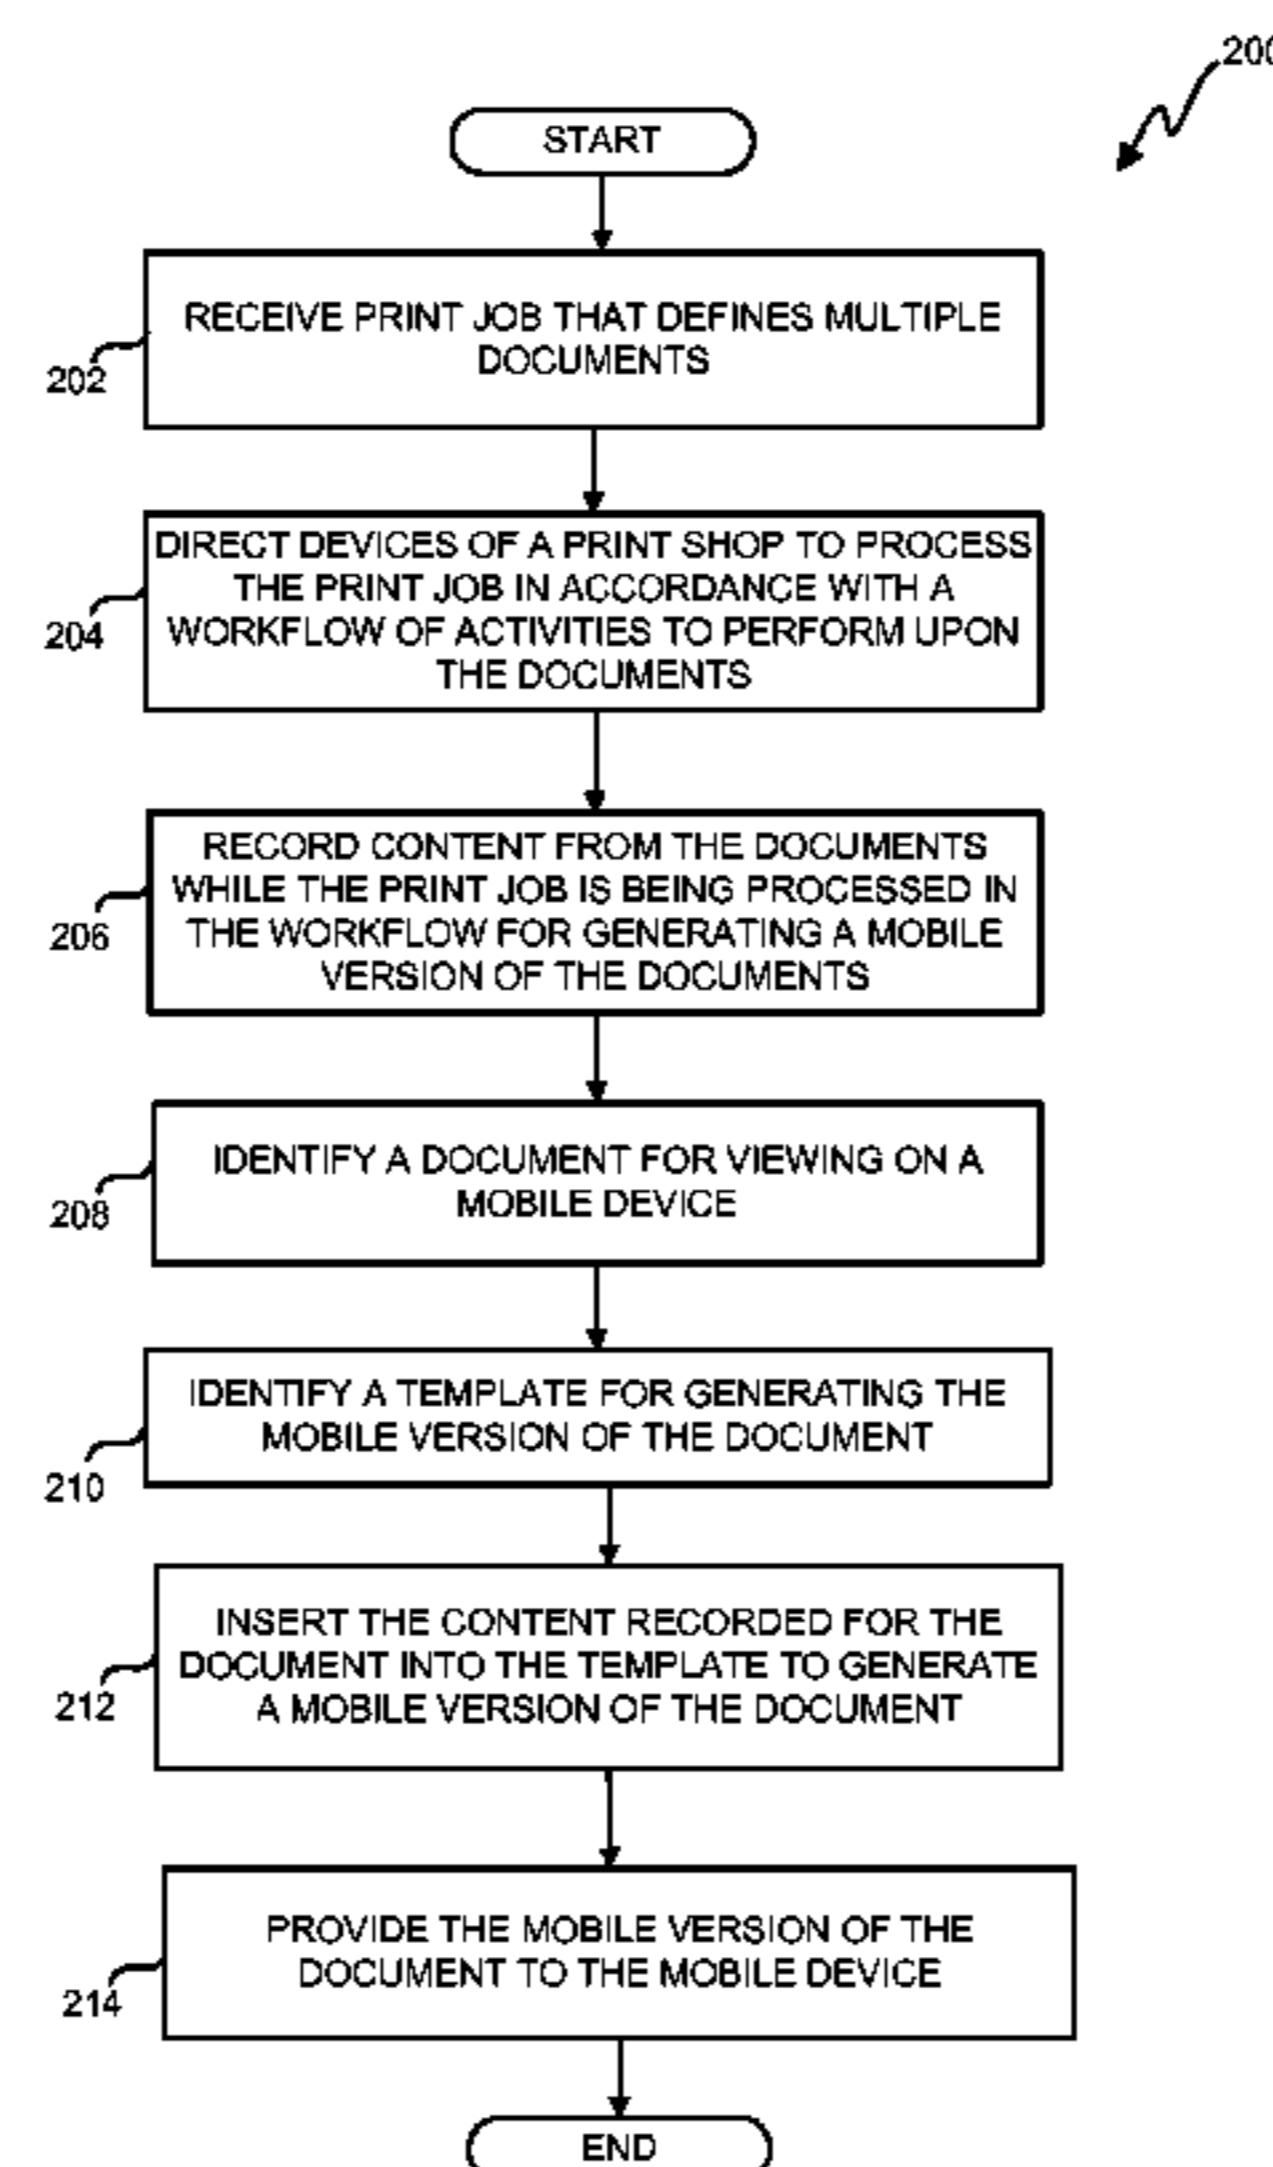 200
START
RECEIVE PRINT JOB THAT DEFINES MULTIPLE
DOCUMENTS
202
DIRECT DEVICES OF A PRINT SHOP TO PROCESS
THE PRINT JOB IN ACCORDANCE WITH A
WORKFLOW OF ACTIVITIES TO PERFORM UPON
THE DOCUMENTS
204
RECORD CONTENT FROM THE DOCUMENTS
WHILE THE PRINT JOB IS BEING PROCESSED IN
THE WORKFLOW FOR GENERATING A MOBILE
VERSION OF THE DOCUMENTS
206
IDENTIFY A DOCUMENT FOR VIEWING ON A
MOBILE DEVICE
208
IDENTIFY A TEMPLATE FOR GENERATING THE
MOBILE VERSION OF THE DOCUMENT
210
INSERT THE CONTENT RECORDED FOR THE
DOCUMENT INTO THE TEMPLATE TO GENERATE
A MOBILE VERSION OF THE DOCUMENT
212
PROVIDE THE MOBILE VERSION OF THE
DOCUMENT TO THE MOBILE DEVICE
214
END